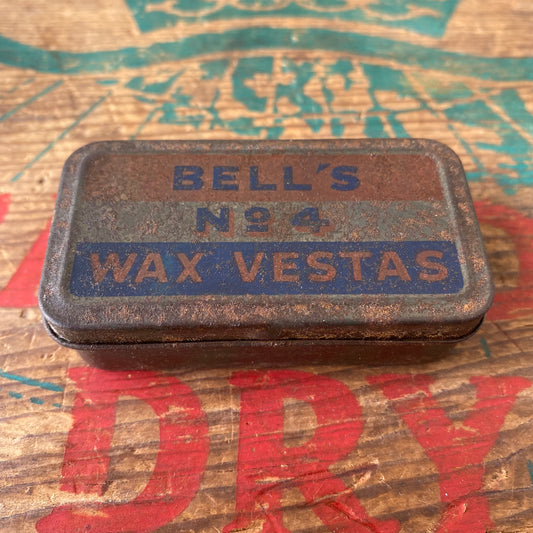 BELL'S
No 4
WAX VESTAS
DRY